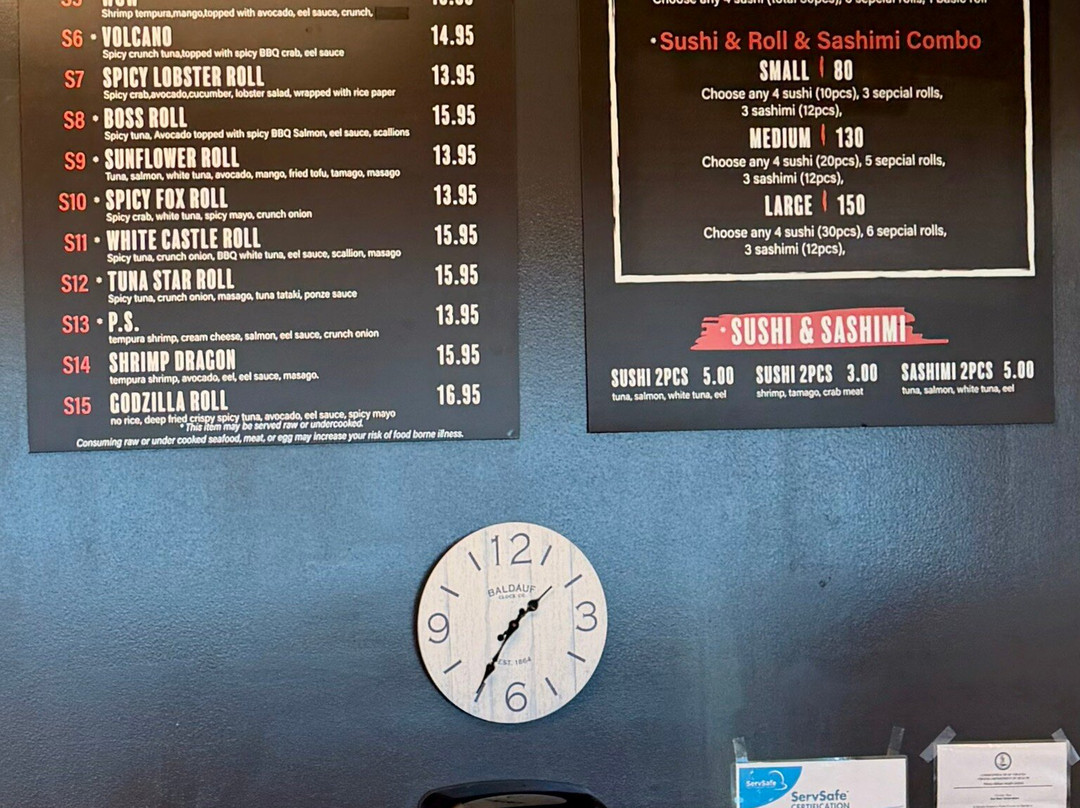 Shrimp tempura,mango,topped with avocado, eel sauce, crunch,
S6 • VOLCANO 14.95
Spicy crunch tuna,topped with spicy BBQ crab, eel sauce
S7 SPICY LOBSTER ROLL 13.95
Spicy crab,avocado,cucumber, lobster salad, wrapped with rice paper
S8 • BOSS ROLL 15.95
Spicy tuna, Avocado topped with spicy BBQ Salmon, eel sauce, scallions
S9 • SUNFLOWER ROLL 13.95
Tuna, salmon, white tuna, avocado, mango, fried tofu, tamago, masago
S10 • SPICY FOX ROLL 13.95
Spicy crab, white tuna, spicy mayo, crunch onion
S11 • WHITE CASTLE ROLL 15.95
Spicy tuna, crunch onion, BBQ white tuna, eel sauce, scallion, masago
S12 • TUNA STAR ROLL 15.95
Spicy tuna, crunch onion, masago, tuna tataki, ponze sauce
S13 • P.S. 13.95
tempura shrimp, cream cheese, salmon, eel sauce, crunch onion
S14 SHRIMP DRAGON 15.95
tempura shrimp, avocado, eel, eel sauce, masago.
S15 GODZILLA ROLL 16.95
no rice, deep fried crispy spicy tuna, avocado, eel sauce, spicy mayo
* This item may be served raw or undercooked.
Consuming raw or under cooked seafood, meat, or egg may increase your risk of food borne illness.
•Sushi & Roll & Sashimi Combo
SMALL 80
Choose any 4 sushi (10pcs), 3 sepcial rolls,
3 sashimi (12pcs),
MEDIUM 130
Choose any 4 sushi (20pcs), 5 sepcial rolls,
3 sashimi (12pcs),
LARGE 150
Choose any 4 sushi (30pcs), 6 sepcial rolls,
3 sashimi (12pcs),
• SUSHI & SASHIMI
SUSHI 2PCS 5.00
tuna, salmon, white tuna, eel
SUSHI 2PCS 3.00
shrimp, tamago, crab meat
SASHIMI 2PCS 5.00
tuna, salmon, white tuna, eel
12
BALDAUF
CLOCK CO.
9
3
EST. 1864
6
ServSafe
ServSafe
CERTIFICATION